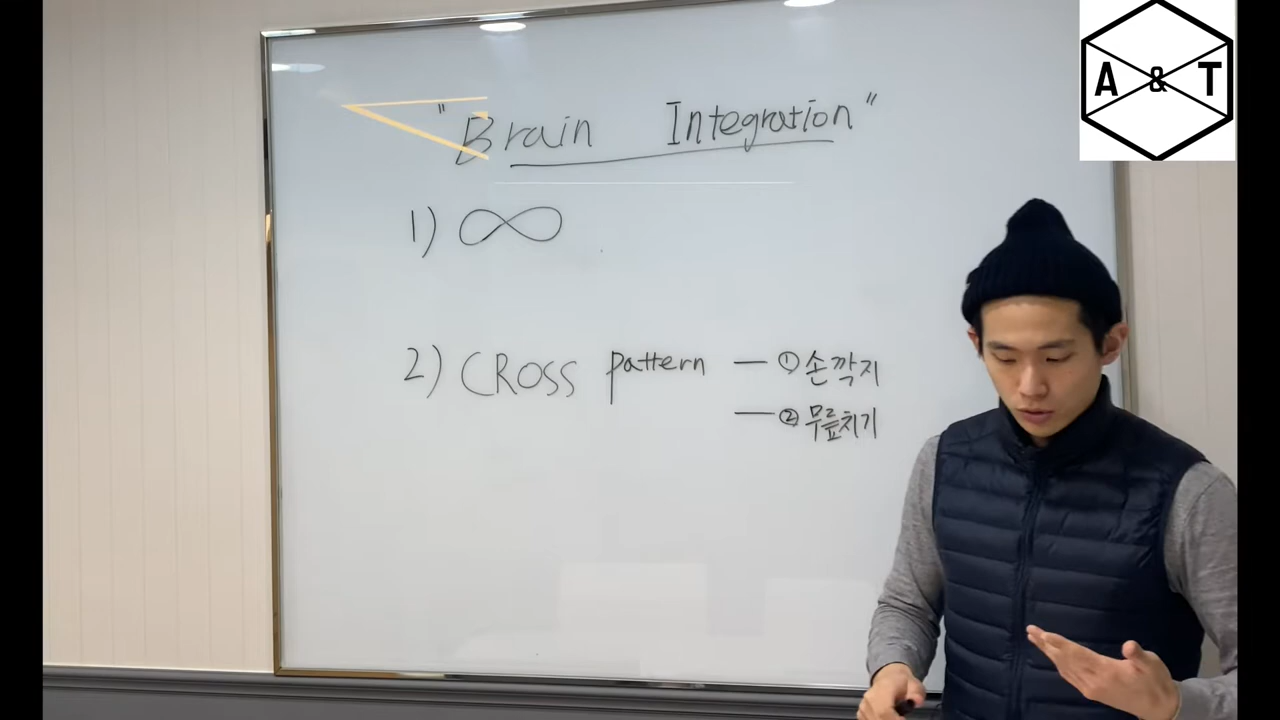 A & T
"Brain Integration"
1) ∞
2) CROSS pattern — ① 손깍지
— ② 무릎치기